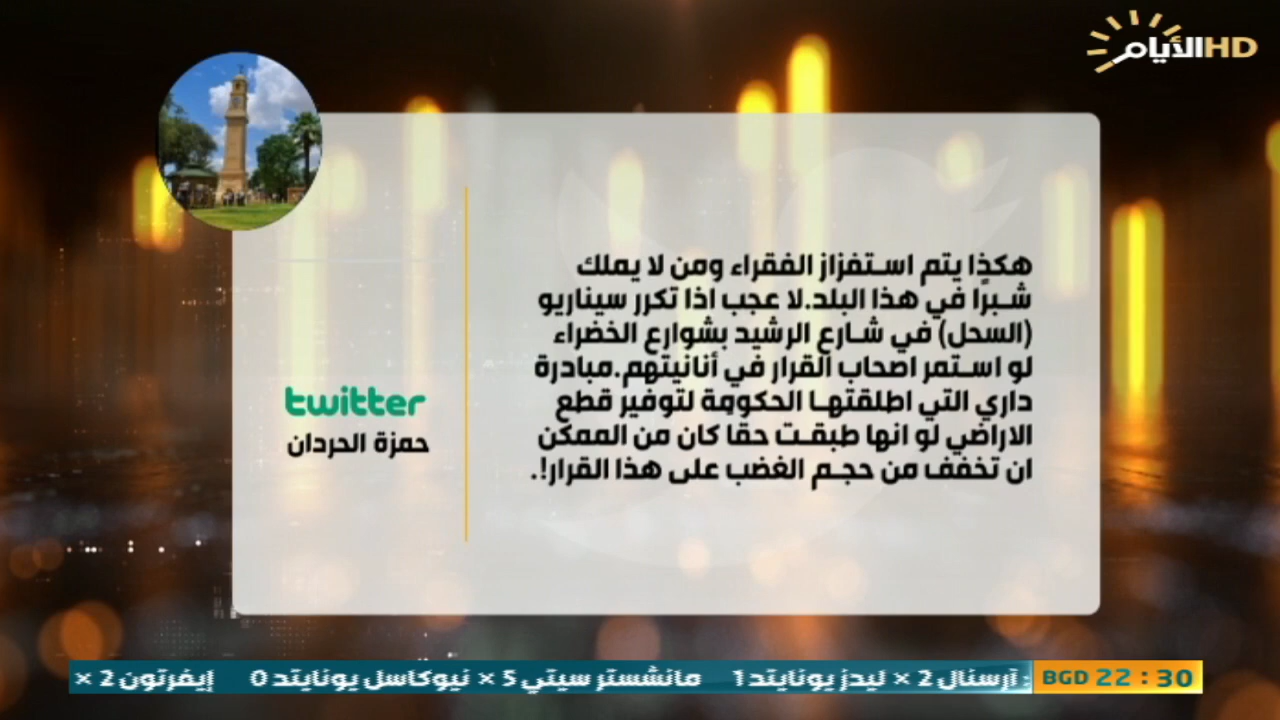 الأيام HD
هكذا يتم استفزاز الفقراء ومن لا يملك
شبرًا في هذا البلد.لا عجب اذا تكرر سيناريو
(السحل) في شارع الرشيد بشوارع الخضراء
لو استمر اصحاب القرار في أنانيتهم.مبادرة
داري التي اطلقتها الحكومة لتوفير قطع
الاراضي لو انها طبقت حقًا كان من الممكن
ان تخفف من حجم الغضب على هذا القرار!.
twitter
حمزة الحردان
BGD 22 : 30
آرسنال 2 × ليدز يونايتد 1 مانشستر سيتي 5 × نيوكاسل يونايتد 0 إيفرتون 2 ×